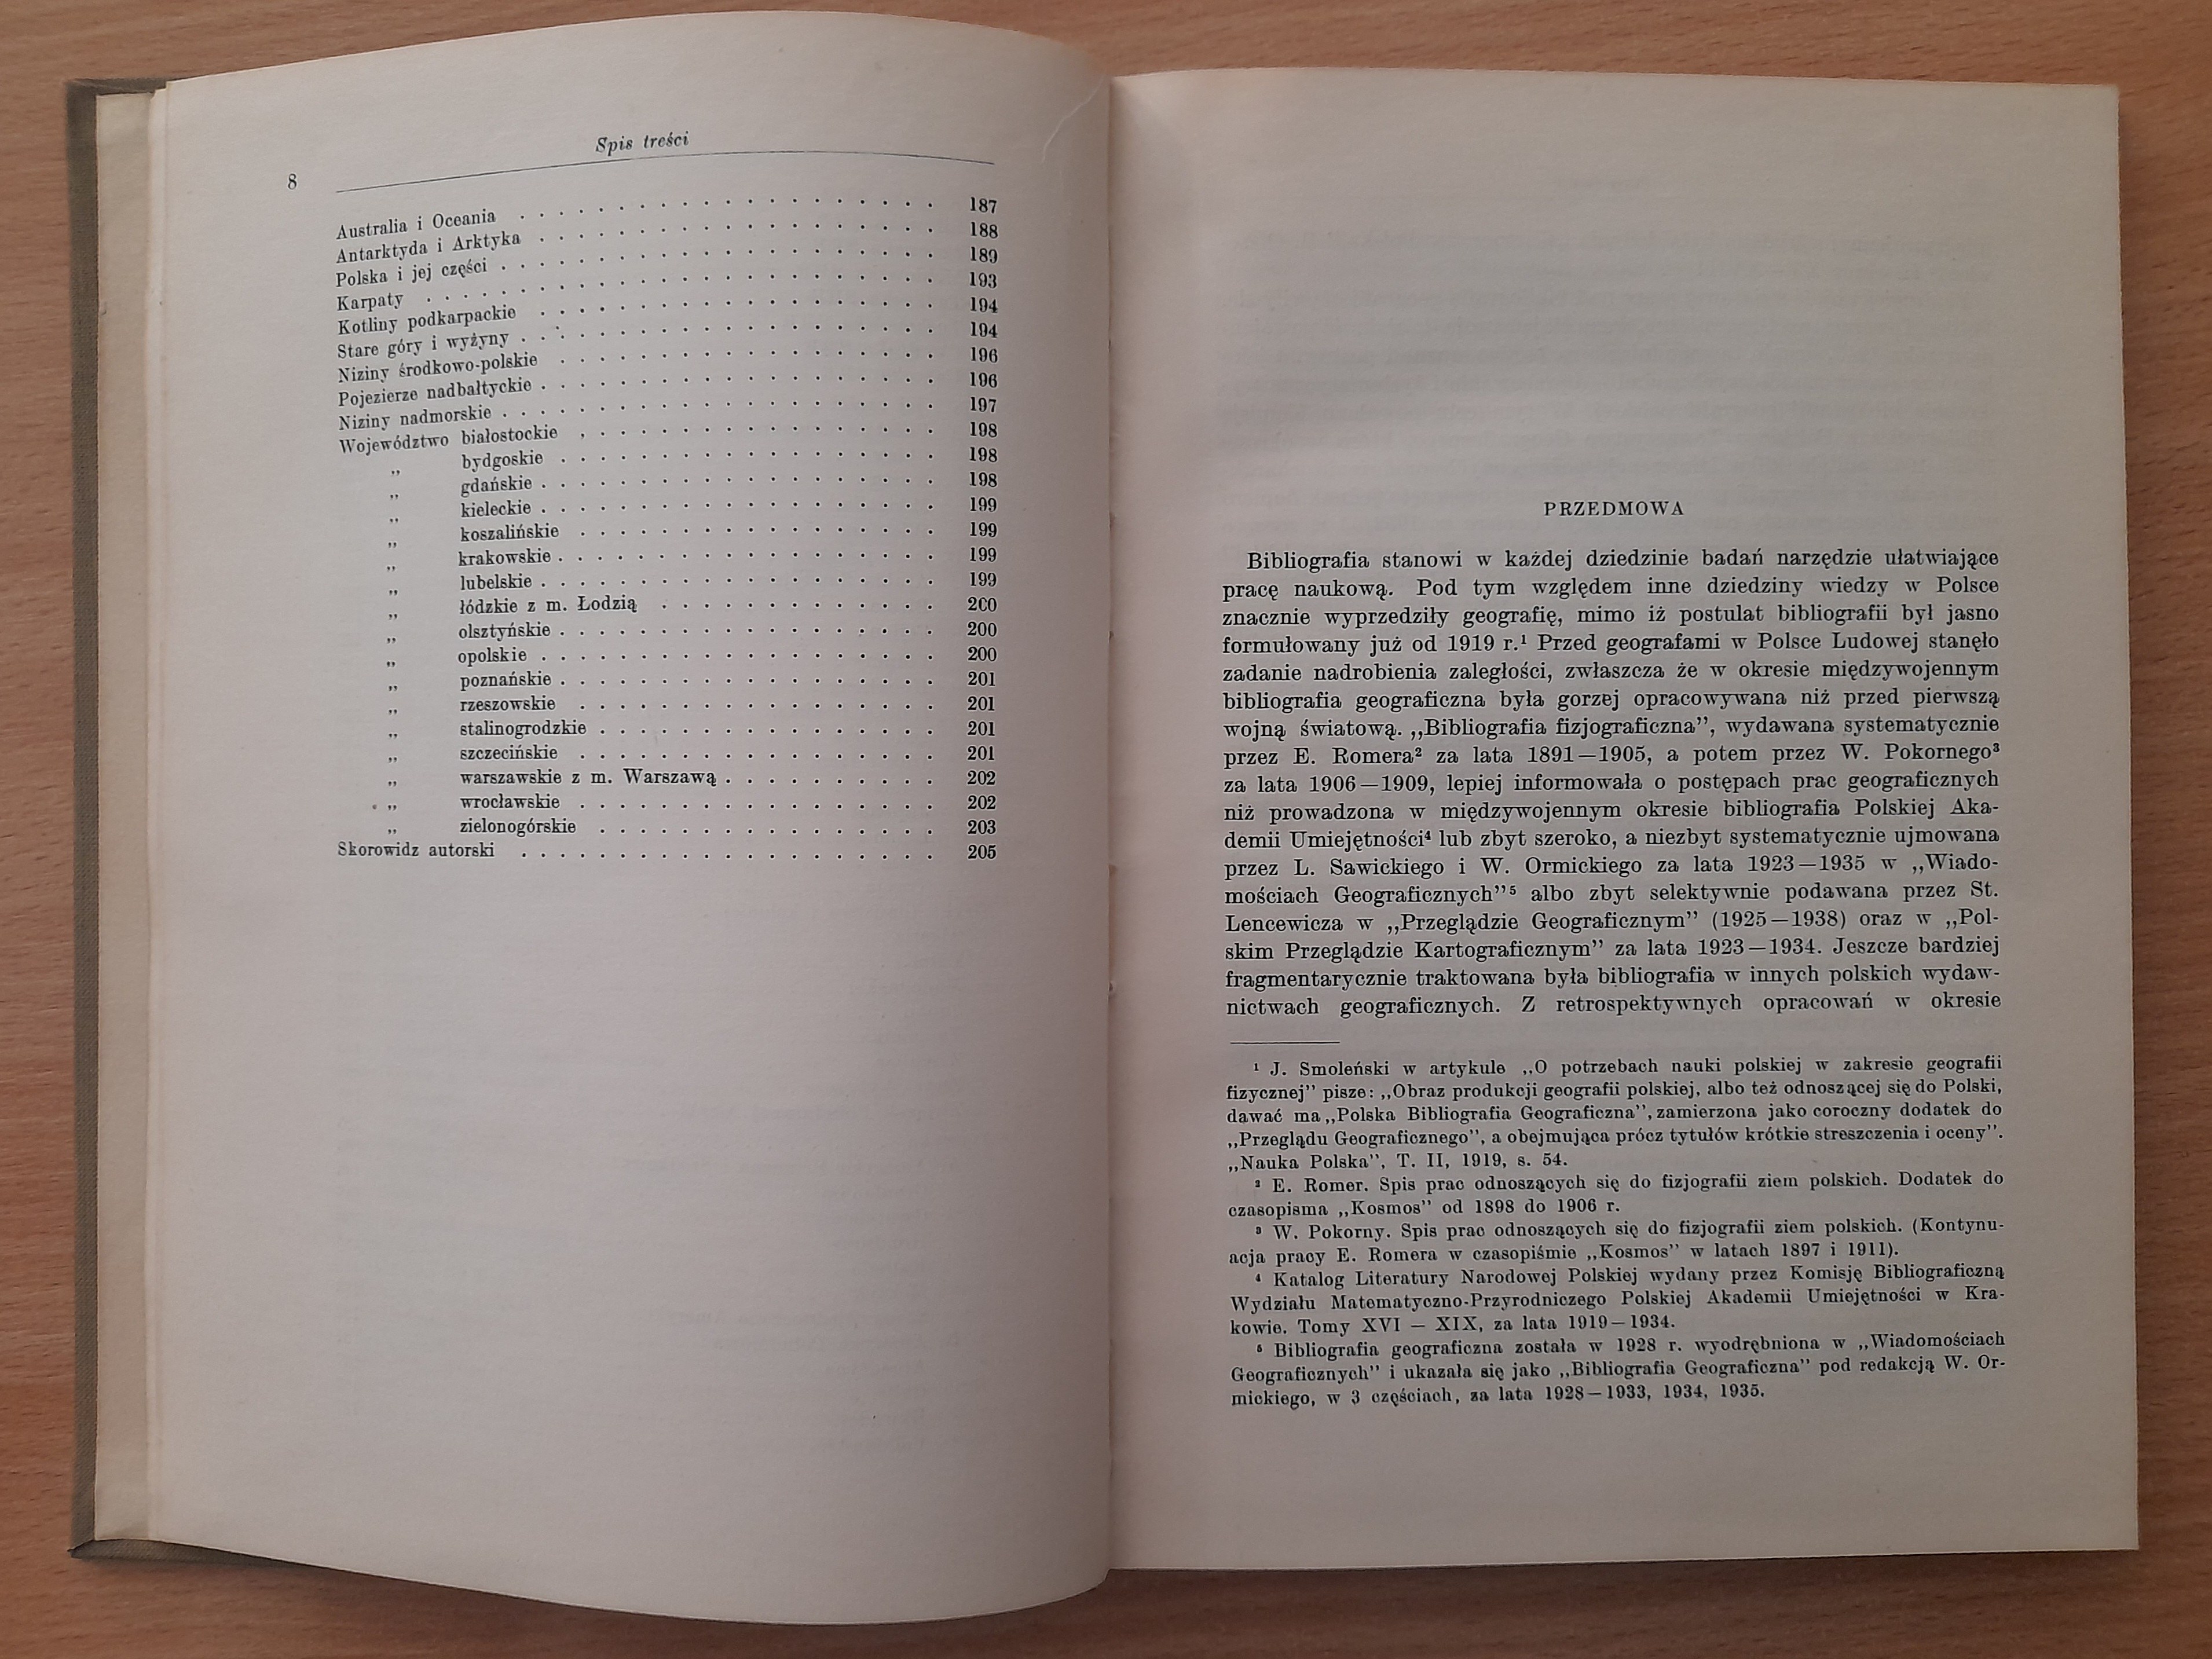 8
Spis treści
Australia i Oceania . . . . . . . . . . . . . . . . . . . 187
Antarktyda i Arktyka . . . . . . . . . . . . . . . . . . 188
Polska i jej części . . . . . . . . . . . . . . . . . . . . 189
Karpaty . . . . . . . . . . . . . . . . . . . . . . . 193
Kotliny podkarpackie . . . . . . . . . . . . . . . . . . 194
Stare góry i wyżyny . . . . . . . . . . . . . . . . . . . 194
Niziny środkowo-polskie . . . . . . . . . . . . . . . . . 196
Pojezierze nadbałtyckie . . . . . . . . . . . . . . . . . . 196
Niziny nadmorskie . . . . . . . . . . . . . . . . . . . . 197
Województwo białostockie , . . . . . . . . . . . . . . . . 198
„ bydgoskie . . . . . . . . . . . . . . . . . 198
„ gdańskie . . . . . . . . . . . . . . . . . . 198
„ kieleckie . . . . . . . . . . . . . . . . . . 199
„ koszalińskie . . . . . . . . . . . . . . . . 199
„ krakowskie . . . . . . . . . . . . . . . . . 199
„ lubelskie . . . . . . . . . . . . . . . . . . 199
„ łódzkie z m. Łodzią . . . . . . . . . . . . . 200
„ olsztyńskie . . . . . . . . . . . . . . . . . 200
„ opolskie . . . . . . . . . . . . . . . . . . 200
„ poznańskie . . . . . . . . . . . . . . . . . 201
„ rzeszowskie . . . . . . . . . . . . . . . . 201
„ stalinogrodzkie . . . . . . . . . . . . . . . 201
„ szczecińskie . . . . . . . . . . . . . . . . 201
„ warszawskie z m. Warszawą . . . . . . . . . 202
„ wrocławskie . . . . . . . . . . . . . . . . 202
„ zielonogórskie . . . . . . . . . . . . . . . 203
Skorowidz autorski . . . . . . . . . . . . . . . . . . . 205
PRZEDMOWA
Bibliografia stanowi w każdej dziedzinie badań narzędzie ułatwiające
pracę naukową. Pod tym względem inne dziedziny wiedzy w Polsce
znacznie wyprzedziły geografię, mimo iż postulat bibliografii był jasno
formułowany już od 1919 r.¹ Przed geografami w Polsce Ludowej stanęło
zadanie nadrobienia zaległości, zwłaszcza że w okresie międzywojennym
bibliografia geograficzna była gorzej opracowywana niż przed pierwszą
wojną światową. „Bibliografia fizjograficzna”, wydawana systematycznie
przez E. Romera² za lata 1891—1905, a potem przez W. Pokornego³
za lata 1906—1909, lepiej informowała o postępach prac geograficznych
niż prowadzona w międzywojennym okresie bibliografia Polskiej Aka-
demii Umiejętności⁴ lub zbyt szeroko, a niezbyt systematycznie ujmowana
przez L. Sawickiego i W. Ormickiego za lata 1923—1935 w „Wiado-
mościach Geograficznych”⁵ albo zbyt selektywnie podawana przez St.
Lencewicza w „Przeglądzie Geograficznym” (1925—1938) oraz w „Pol-
skim Przeglądzie Kartograficznym” za lata 1923—1934. Jeszcze bardziej
fragmentarycznie traktowana była bibliografia w innych polskich wydaw-
nictwach geograficznych. Z retrospektywnych opracowań w okresie
¹ J. Smoleński w artykule „O potrzebach nauki polskiej w zakresie geografii
fizycznej” pisze: „Obraz produkcji geografii polskiej, albo też odnoszącej się do Polski,
dawać ma „Polska Bibliografia Geograficzna”, zamierzona jako coroczny dodatek do
„Przeglądu Geograficznego”, a obejmująca prócz tytułów krótkie streszczenia i oceny”.
„Nauka Polska”, T. II, 1919, s. 54.
² E. Romer. Spis prac odnoszących się do fizjografii ziem polskich. Dodatek do
czasopisma „Kosmos” od 1898 do 1906 r.
³ W. Pokorny. Spis prac odnoszących się do fizjografii ziem polskich. (Kontynu-
acja pracy E. Romera w czasopiśmie „Kosmos” w latach 1897 i 1911).
⁴ Katalog Literatury Narodowej Polskiej wydany przez Komisję Bibliograficzną
Wydziału Matematyczno-Przyrodniczego Polskiej Akademii Umiejętności w Kra-
kowie. Tomy XVI — XIX, za lata 1919—1934.
⁵ Bibliografia geograficzna została w 1928 r. wyodrębniona w „Wiadomościach
Geograficznych” i ukazała się jako „Bibliografia Geograficzna” pod redakcją W. Or-
mickiego, w 3 częściach, za lata 1928—1933, 1934, 1935.